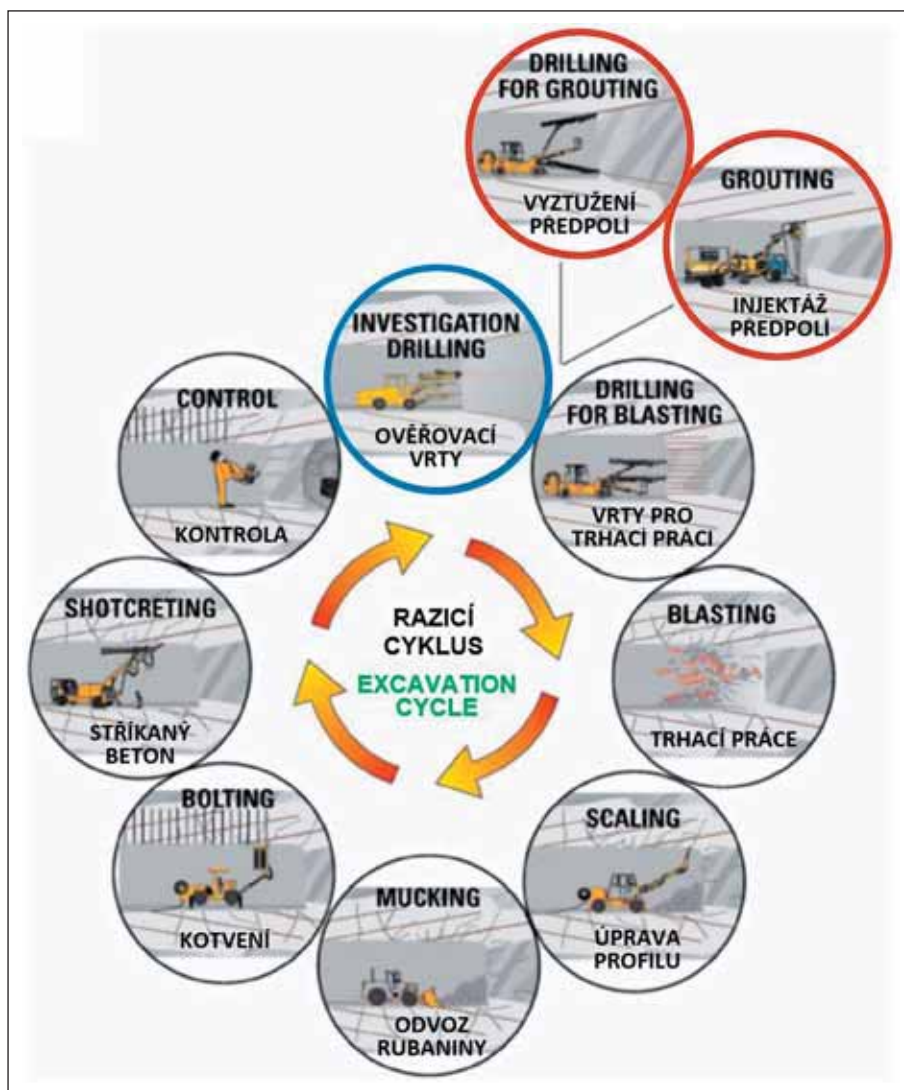 DRILLING
FOR GROUTING
VYZTUŽENÍ
PŘEDPOLÍ
GROUTING
INJEKTÁŽ
PŘEDPOLÍ
INVESTIGATION
DRILLING
OVĚŘOVACÍ
VRTY
DRILLING
FOR BLASTING
VRTY PRO
TRHACÍ PRÁCI
BLASTING
TRHACÍ PRÁCE
SCALING
ÚPRAVA
PROFILU
MUCKING
ODVOZ
RUBANINY
BOLTING
KOTVENÍ
SHOTCRETING
STŘÍKANÝ
BETON
CONTROL
KONTROLA
RAZICÍ
CYKLUS
EXCAVATION
CYCLE